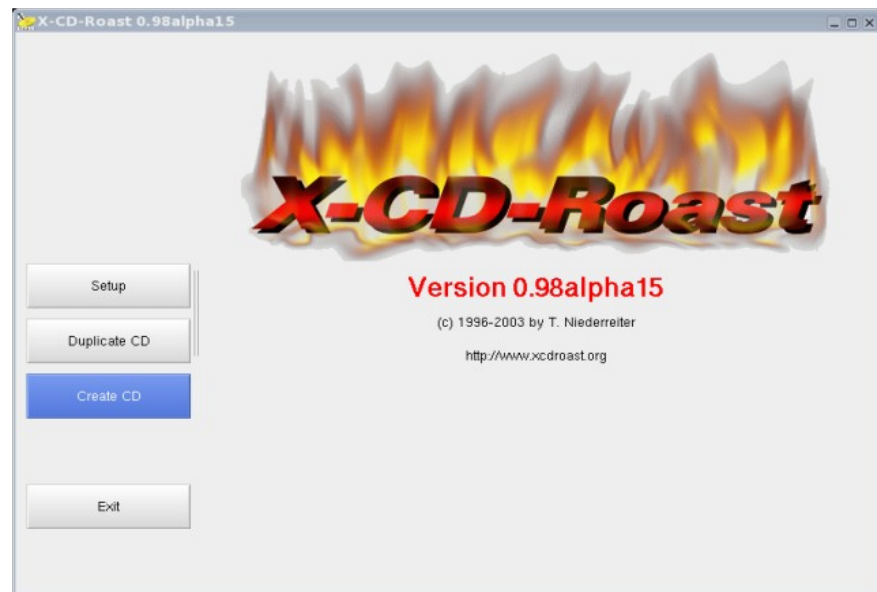 X-CD-Roast 0.98alpha15
X-CD-Roast
Version 0.98alpha15
(c) 1996-2003 by T. Niederreiter
http://www.xcdroast.org
Setup
Duplicate CD
Create CD
Exit